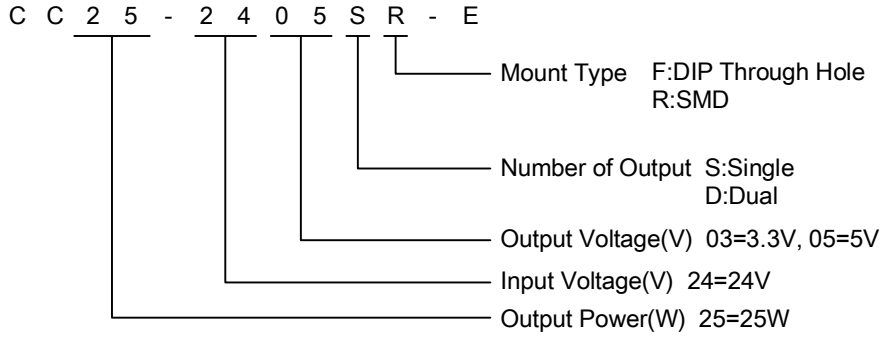 C C 2 5 - 2 4 0 5 S R - E
Mount Type F:DIP Through Hole
R:SMD
Number of Output S:Single
D:Dual
Output Voltage(V) 03=3.3V, 05=5V
Input Voltage(V) 24=24V
Output Power(W) 25=25W